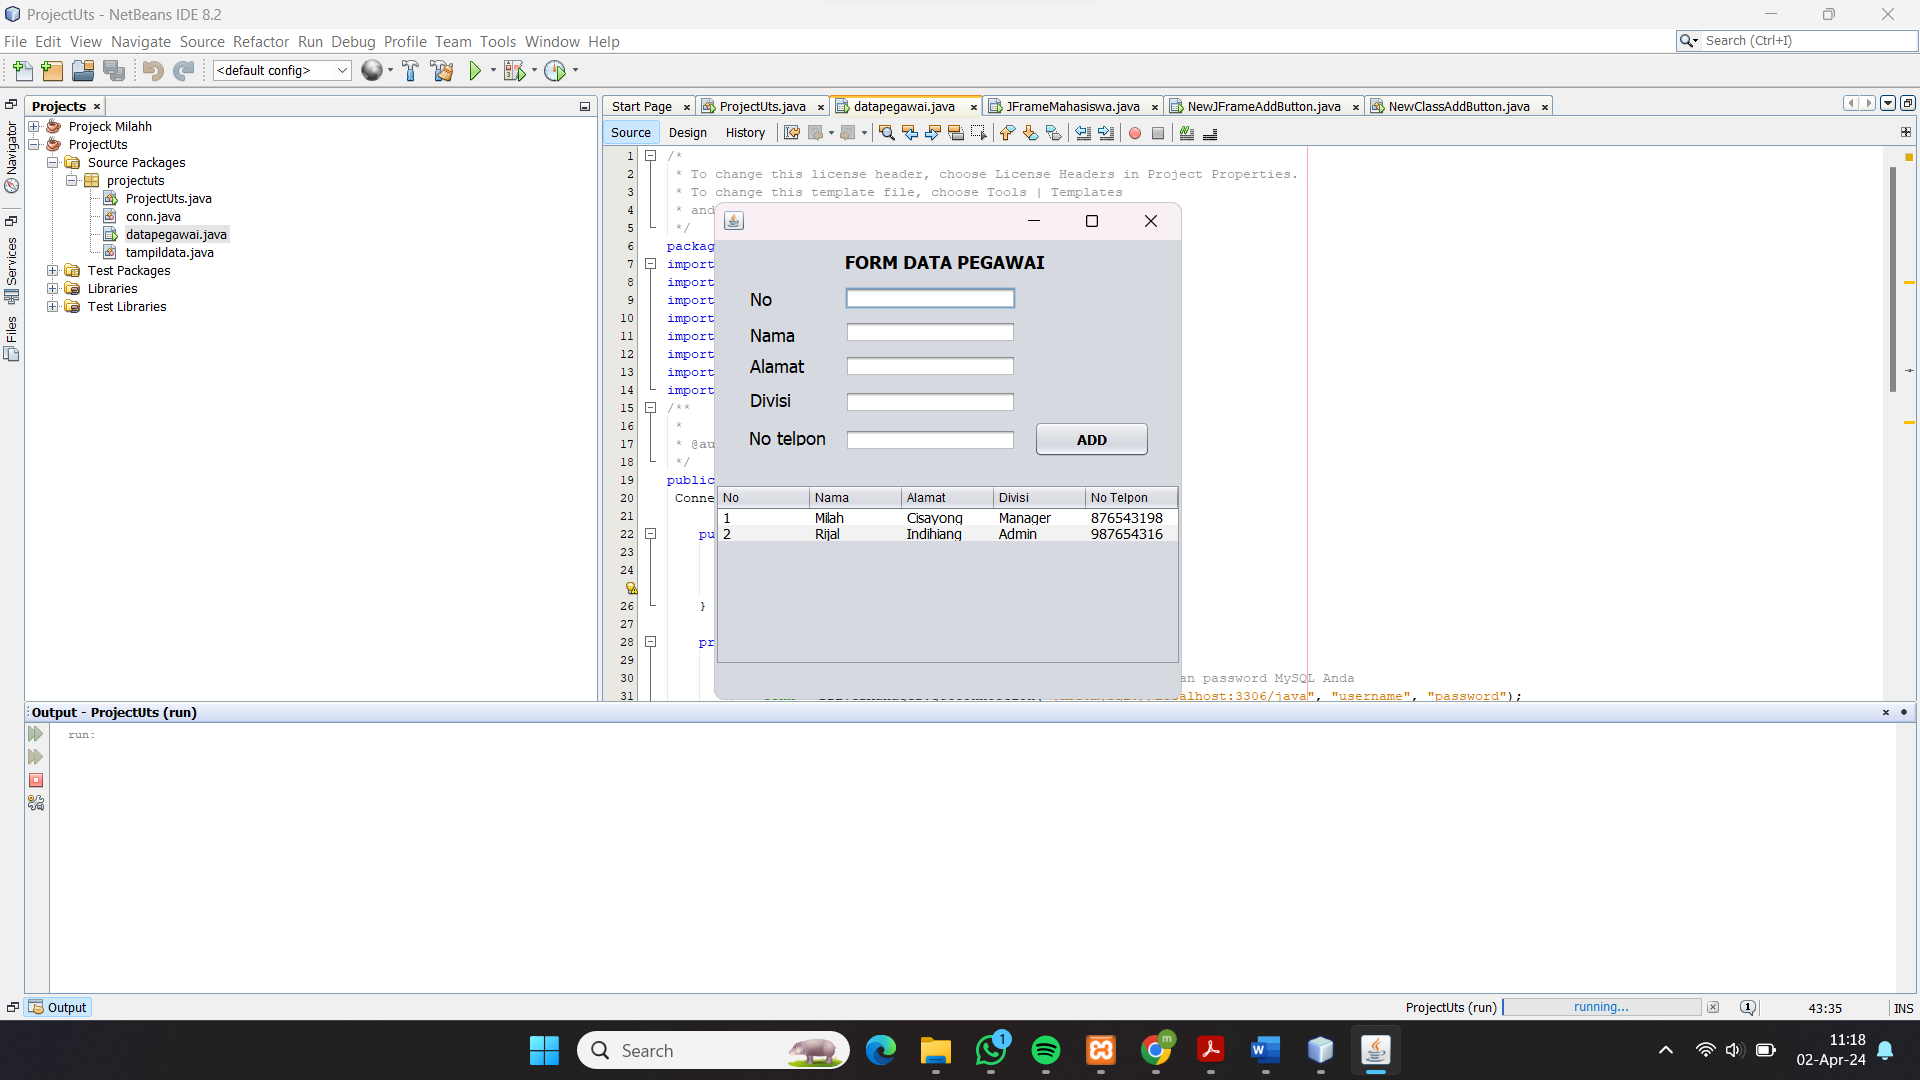 ProjectUts - NetBeans IDE 8.2
File Edit View Navigate Source Refactor Run Debug Profile Team Tools Window Help
Search (Ctrl+I)
<default config>
Projects
Start Page ProjectUts.java datapegawai.java JFrameMahasiswa.java NewJFrameAddButton.java NewClassAddButton.java
Source Design History
Navigator
Services
Files
Projeck Milahh
ProjectUts
Source Packages
projectuts
ProjectUts.java
conn.java
datapegawai.java
tampildata.java
Test Packages
Libraries
Test Libraries
1 /*
2 * To change this license header, choose License Headers in Project Properties.
3 * To change this template file, choose Tools | Templates
4 * and
5 */
6 packag
7 import
8 import
9 import
10 import
11 import
12 import
13 import
14 import
15 /**
16 *
17 * @au
18 */
19 public
20 Conne
21
22 pu
23
24
26 }
27
28 pr
29
30 an password MySQL Anda
31 localhost:3306/java", "username", "password");
FORM DATA PEGAWAI
No
Nama
Alamat
Divisi
No telpon
ADD
No Nama Alamat Divisi No Telpon
1 Milah Cisayong Manager 876543198
2 Rijal Indihiang Admin 987654316
Output - ProjectUts (run)
run:
Output
ProjectUts (run) running... 1 43:35 INS
Search
1
m
11:18
02-Apr-24